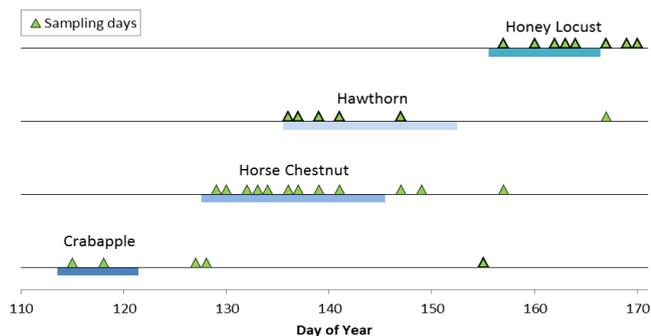 Sampling days
Honey Locust
Hawthorn
Horse Chestnut
Crabapple
110 120 130 140 150 160 170
Day of Year